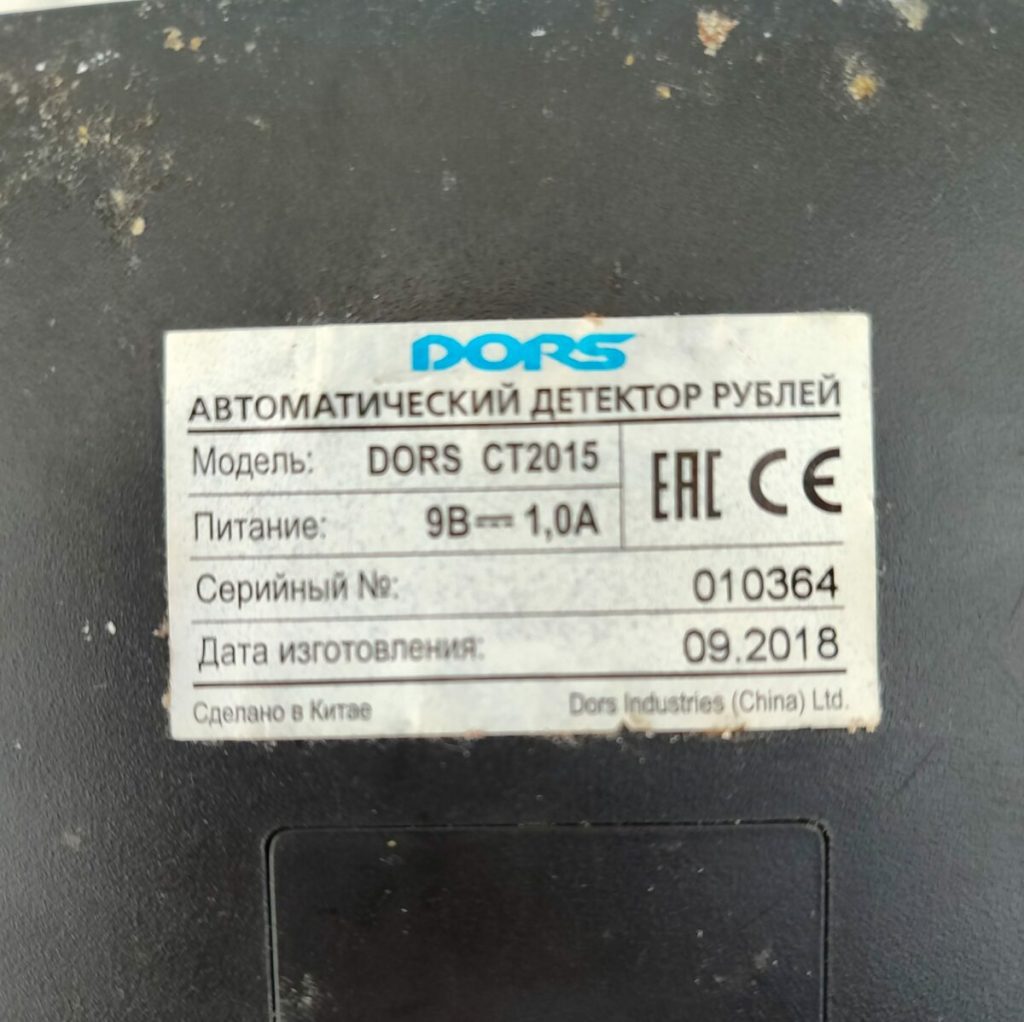 DORS
АВТОМАТИЧЕСКИЙ ДЕТЕКТОР РУБЛЕЙ
Модель: DORS CT2015
EAC CE
Питание: 9В⎓1,0А
Серийный №: 010364
Дата изготовления: 09.2018
Сделано в Китае Dors Industries (China) Ltd.